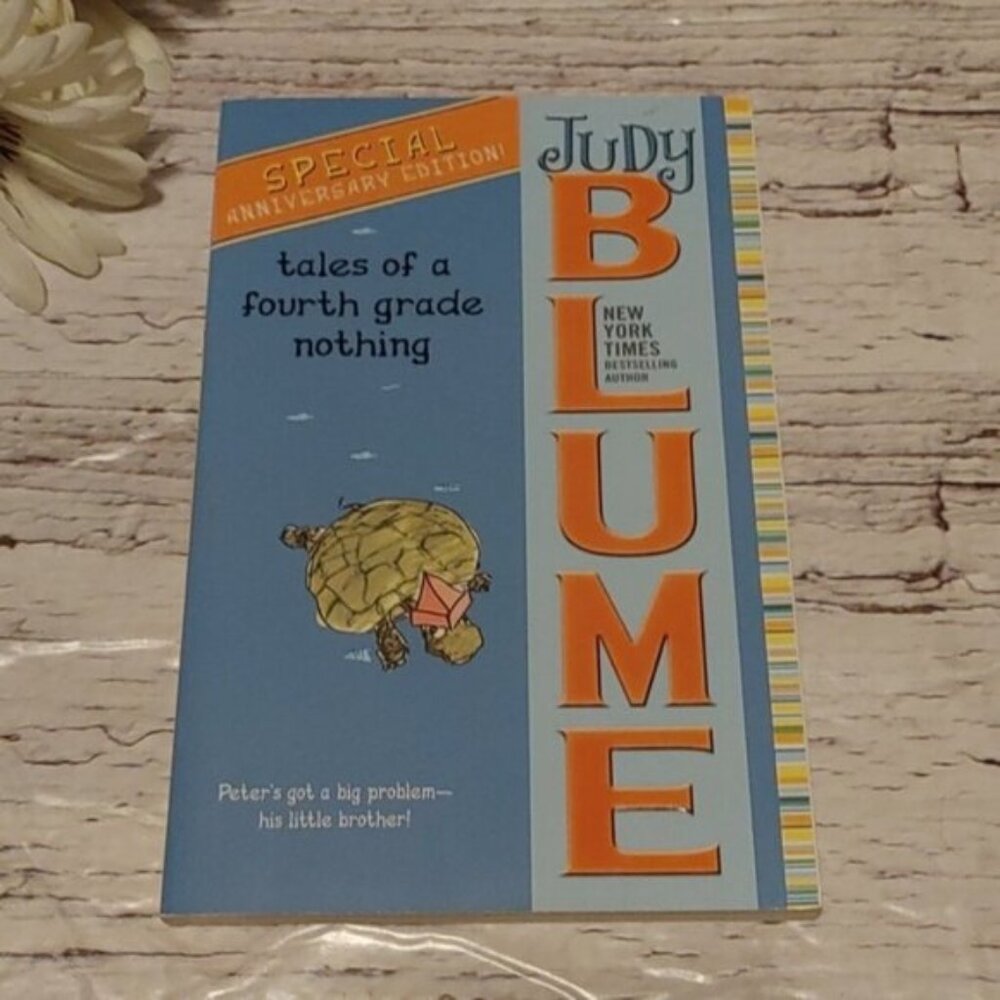 SPECIAL
ANNIVERSARY EDITION!
tales of a
fourth grade
nothing
Peter's got a big problem—
his little brother!
JUDY
BLUME
NEW
YORK
TIMES
BESTSELLING
AUTHOR